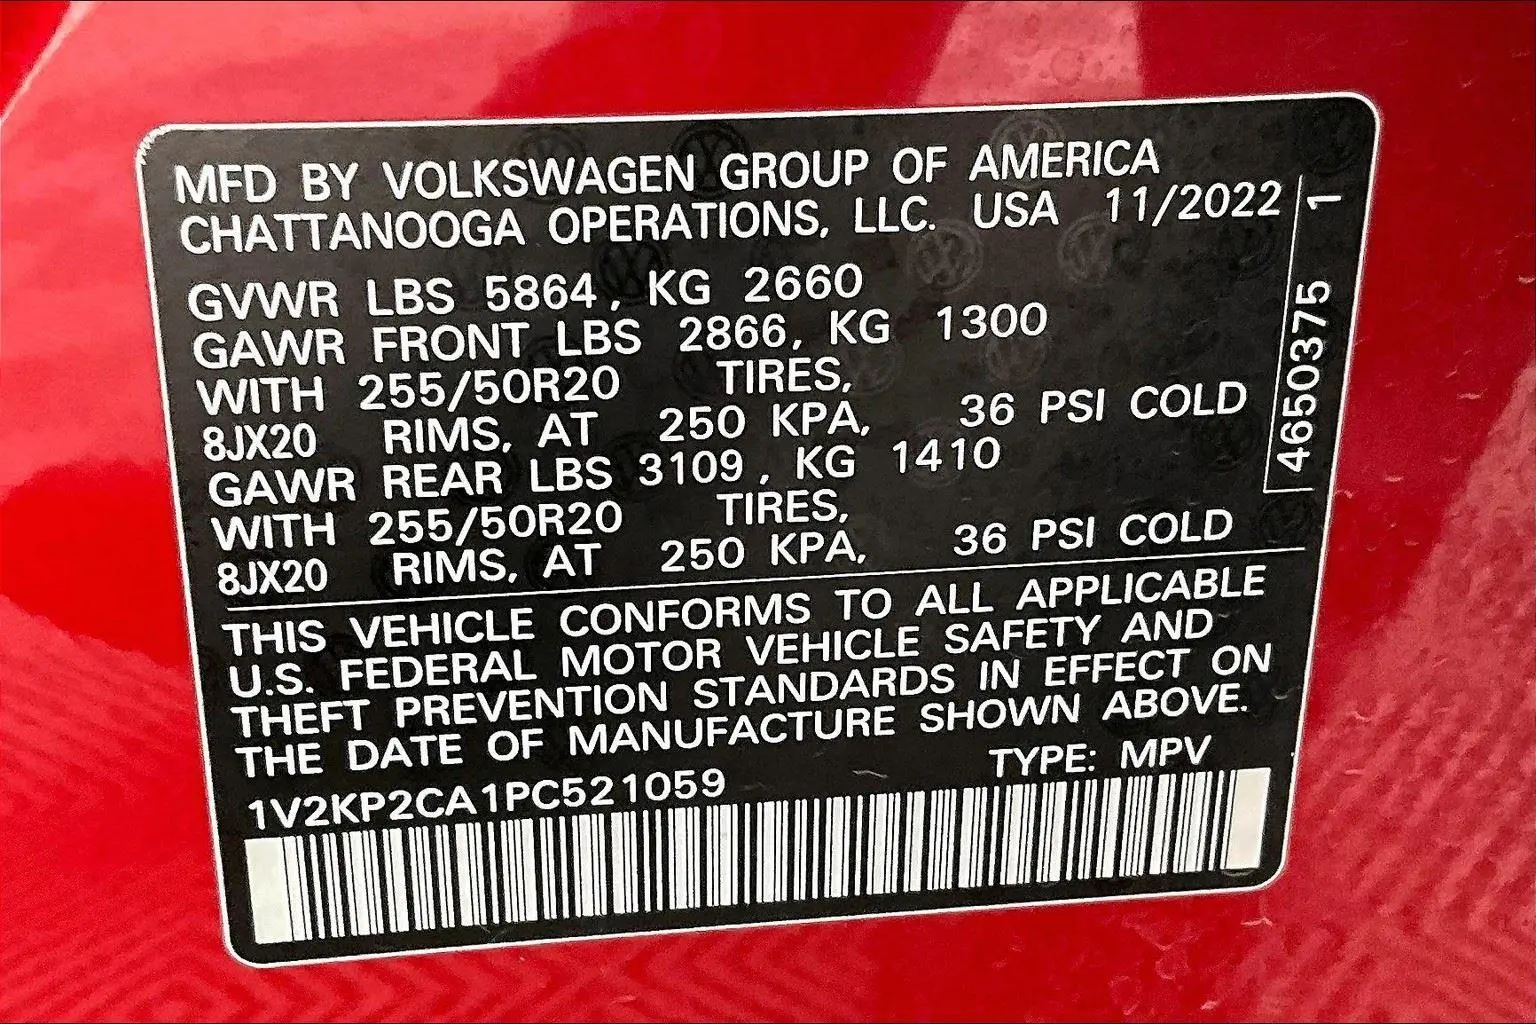 MFD BY VOLKSWAGEN GROUP OF AMERICA
CHATTANOOGA OPERATIONS, LLC. USA 11/2022
GVWR LBS 5864, KG 2660
GAWR FRONT LBS 2866, KG 1300
WITH 255/50R20 TIRES,
8JX20 RIMS, AT 250 KPA, 36 PSI COLD
GAWR REAR LBS 3109, KG 1410
WITH 255/50R20 TIRES,
8JX20 RIMS, AT 250 KPA, 36 PSI COLD
4650375 1
THIS VEHICLE CONFORMS TO ALL APPLICABLE
U.S. FEDERAL MOTOR VEHICLE SAFETY AND
THEFT PREVENTION STANDARDS IN EFFECT ON
THE DATE OF MANUFACTURE SHOWN ABOVE.
1V2KP2CA1PC521059 TYPE: MPV